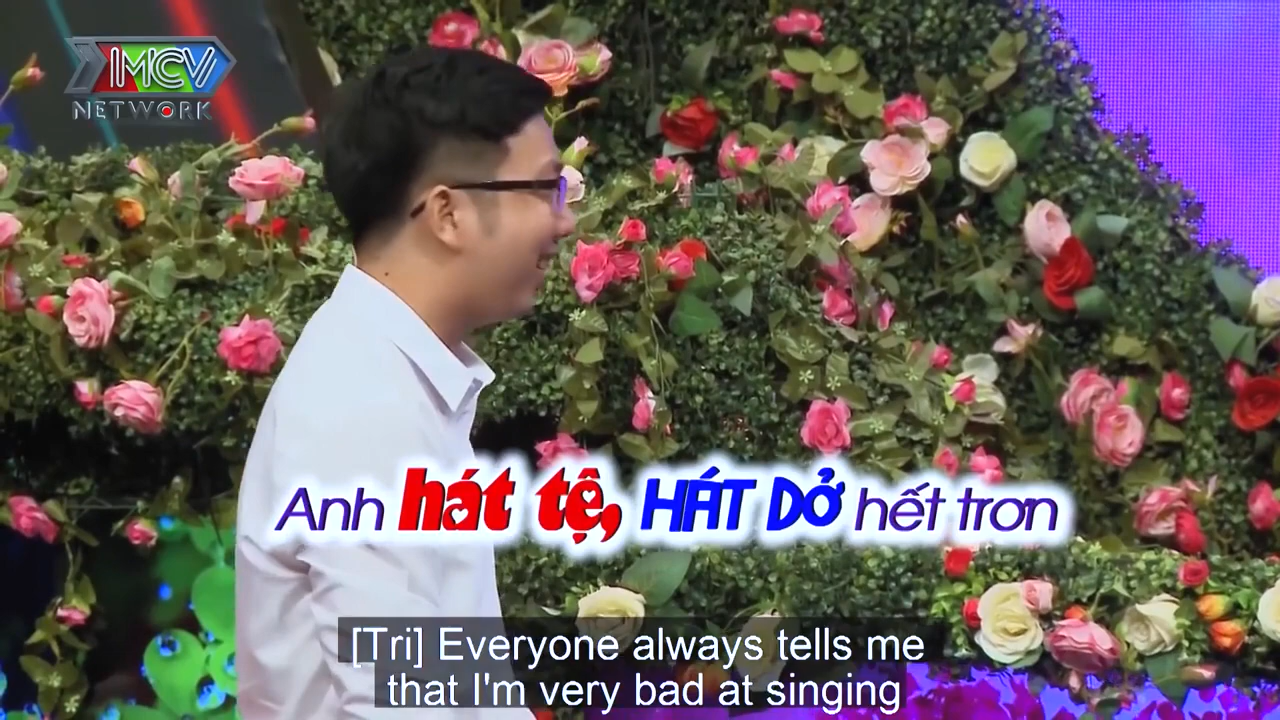 MCV
NETWORK
Anh hát tệ, HÁT DỞ hết trơn
[Tri] Everyone always tells me
that I'm very bad at singing